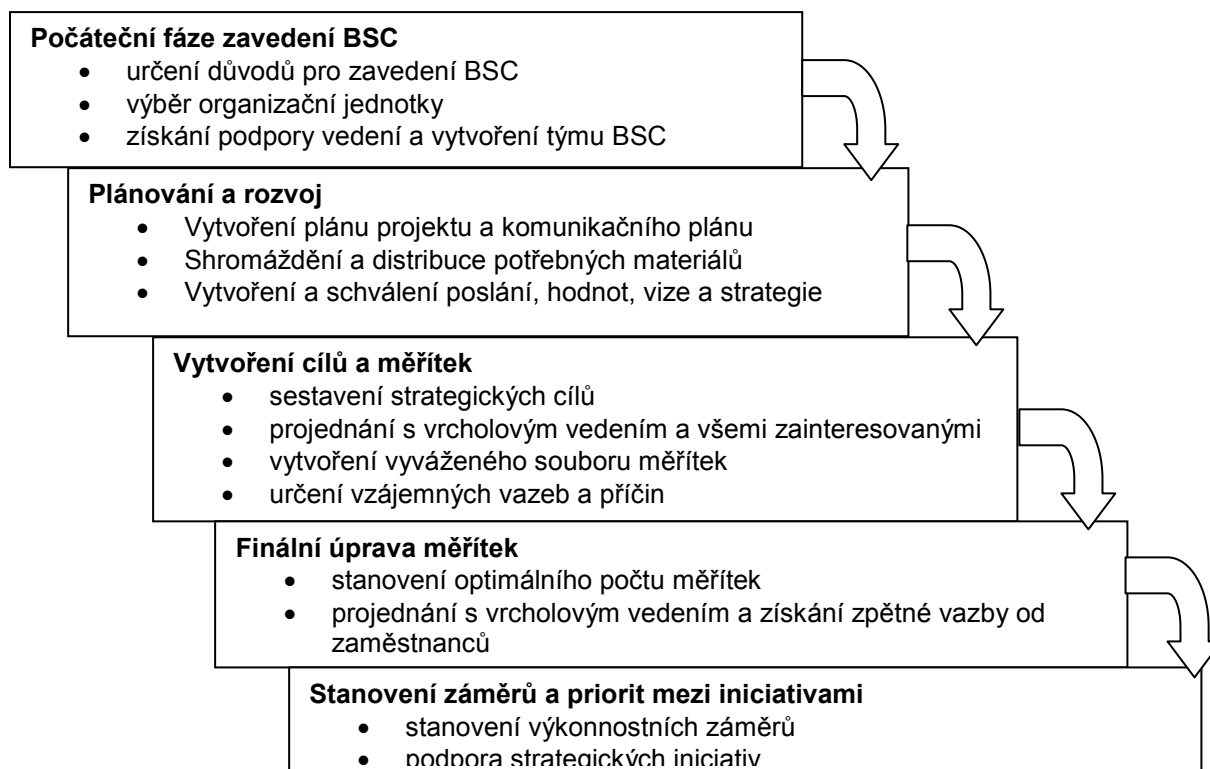 Počáteční fáze zavedení BSC
• určení důvodů pro zavedení BSC
• výběr organizační jednotky
• získání podpory vedení a vytvoření týmu BSC
Plánování a rozvoj
• Vytvoření plánu projektu a komunikačního plánu
• Shromáždění a distribuce potřebných materiálů
• Vytvoření a schválení poslání, hodnot, vize a strategie
Vytvoření cílů a měřítek
• sestavení strategických cílů
• projednání s vrcholovým vedením a všemi zainteresovanými
• vytvoření vyváženého souboru měřítek
• určení vzájemných vazeb a příčin
Finální úprava měřítek
• stanovení optimálního počtu měřítek
• projednání s vrcholovým vedením a získání zpětné vazby od
zaměstnanců
Stanovení záměrů a priorit mezi iniciativami
• stanovení výkonnostních záměrů
• podpora strategických iniciativ